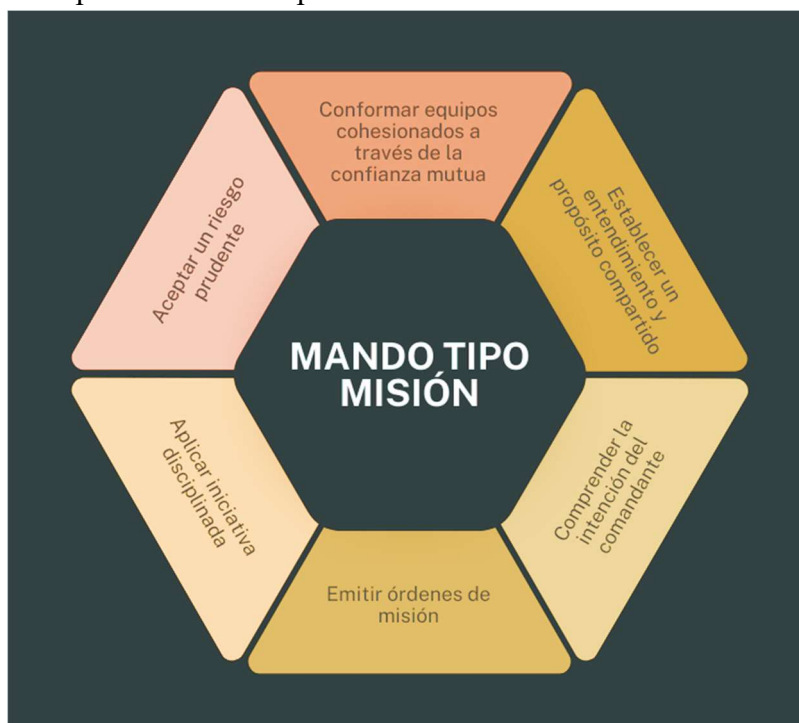 Conformar equipos
cohesionados a
través de la
confianza mutua
Establecer un
entendimiento y
propósito compartido
Comprender la
intención del
comandante
Emitir órdenes de
misión
Aplicar iniciativa
disciplinada
Aceptar un riesgo
prudente
MANDO TIPO
MISIÓN